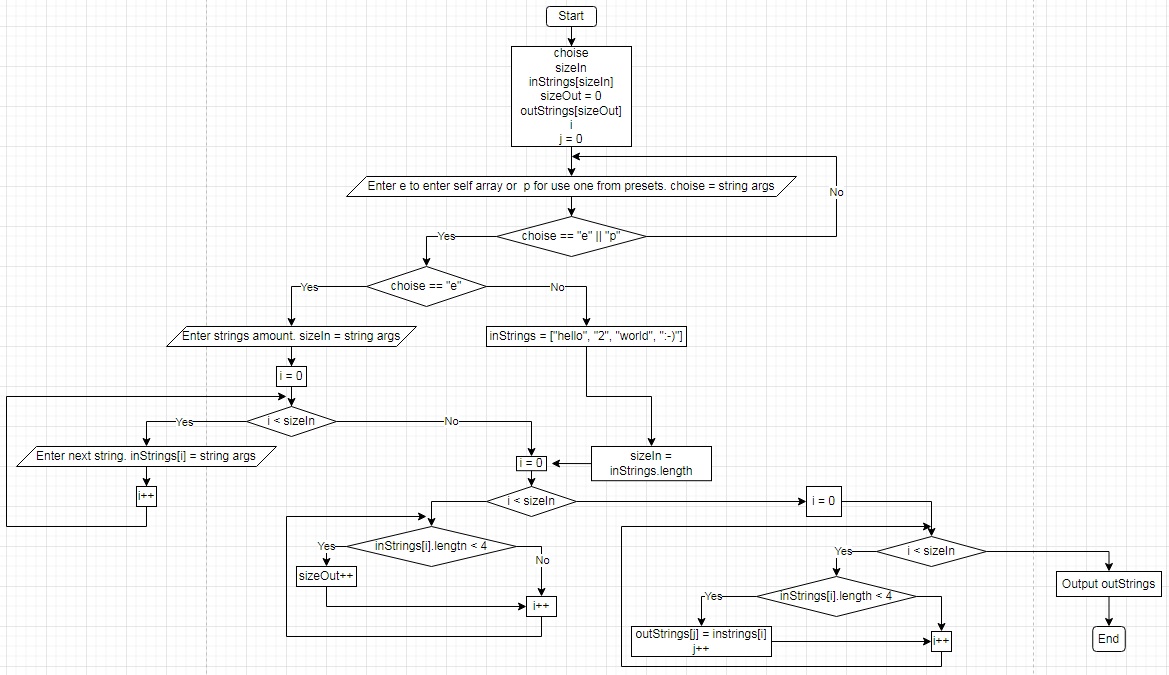 Start
choise
sizeIn
inStrings[sizeIn]
sizeOut = 0
outStrings[sizeOut]
i
j = 0
Enter e to enter self array or p for use one from presets. choise = string args
No
choise == "e" || "p"
Yes
choise == "e"
Yes
No
Enter strings amount. sizeIn = string args
inStrings = ["hello", "2", "world", ":-)"]
i = 0
i < sizeIn
Yes
No
Enter next string. inStrings[i] = string args
i++
i = 0
sizeIn =
inStrings.length
i < sizeIn
i = 0
inStrings[i].length < 4
Yes
No
sizeOut++
i++
i < sizeIn
Yes
inStrings[i].length < 4
Yes
outStrings[j] = instrings[i]
j++
i++
Output outStrings
End